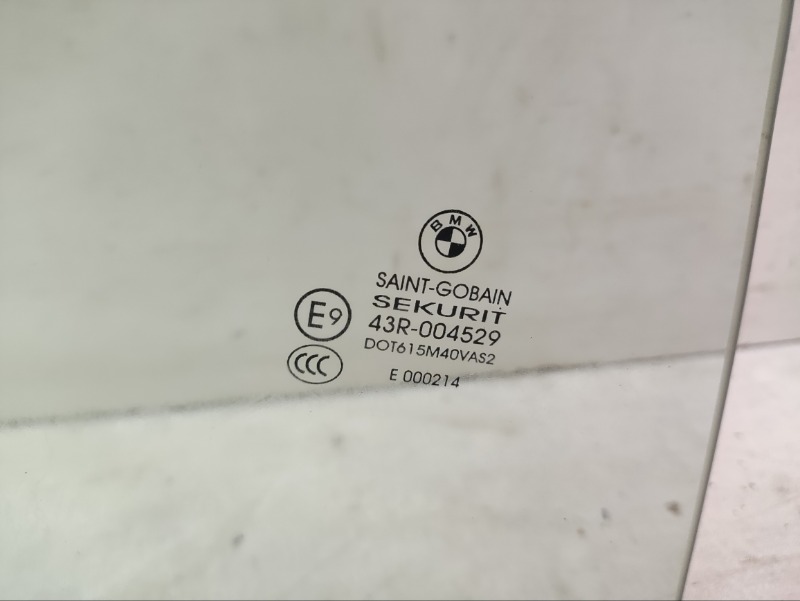 BMW
SAINT-GOBAIN
SEKURIT
E9
43R-004529
DOT615M40VAS2
CCC
E 000214